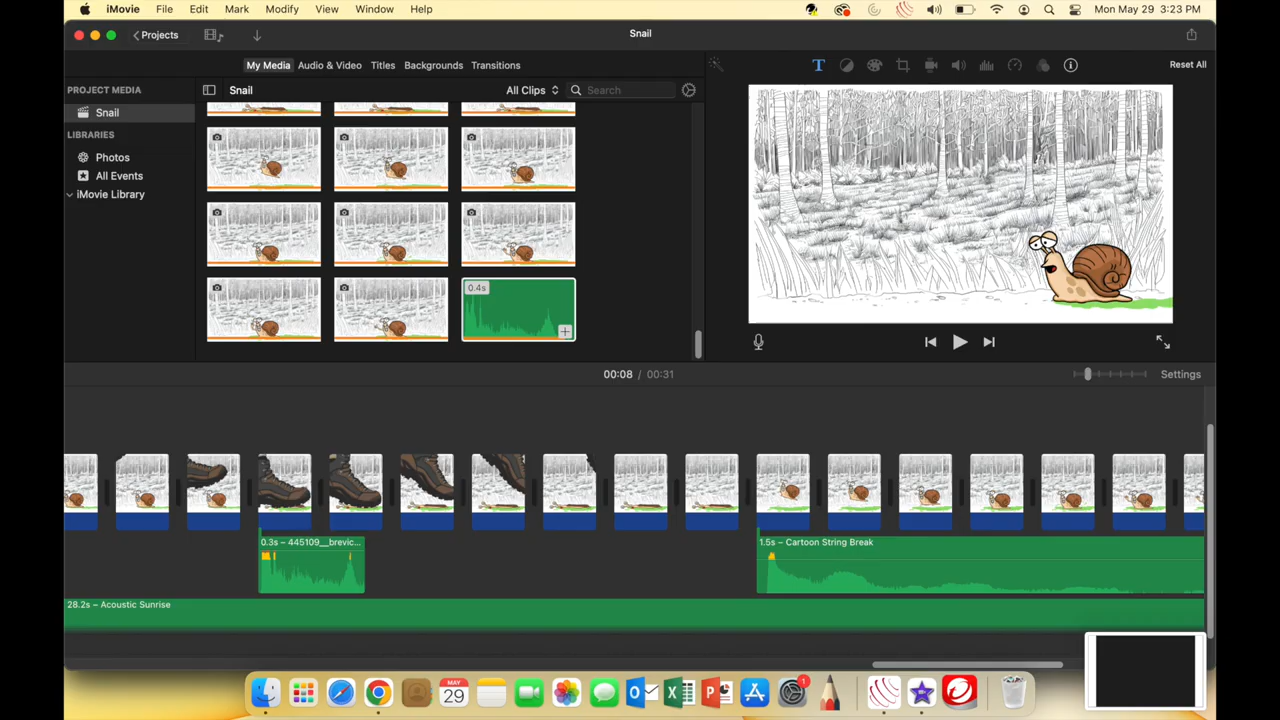 iMovie File Edit Mark Modify View Window Help Mon May 29 3:23 PM
Projects Snail
My Media Audio & Video Titles Backgrounds Transitions T Reset All
PROJECT MEDIA
Snail All Clips Search
Snail
LIBRARIES
Photos
All Events
iMovie Library
0.4s
00:08 / 00:31 Settings
0.3s – 445109__brevic... 1.5s – Cartoon String Break
28.2s – Acoustic Sunrise
MAY
29
1